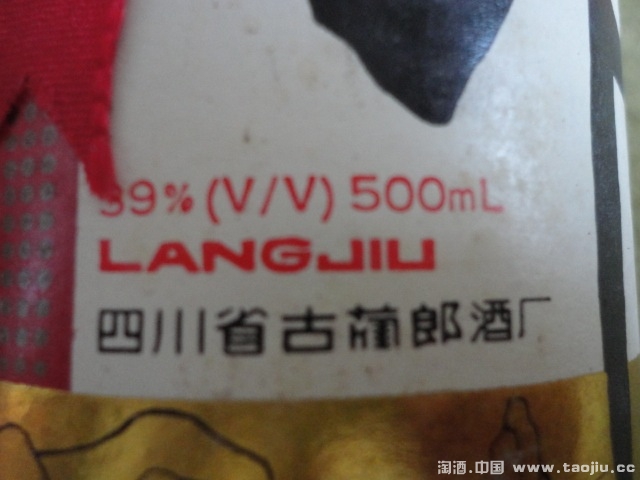 39% (V/V) 500mL
LANGJIU
四川省古蔺郎酒厂
淘酒.中国 www.taojiu.cc